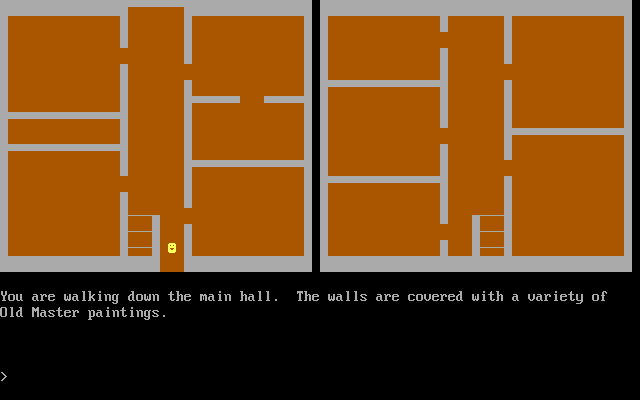 You are walking down the main hall.  The walls are covered with a variety of
Old Master paintings.
>